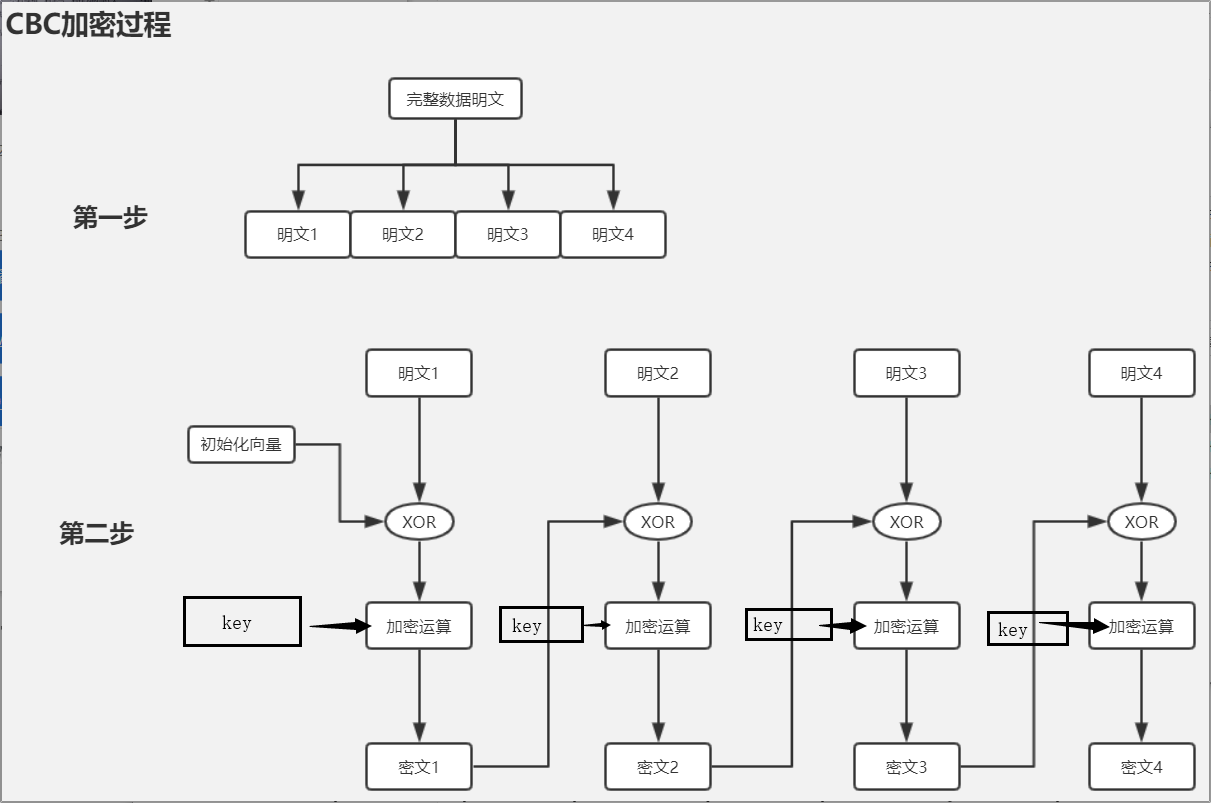 CBC加密过程
完整数据明文
第一步
明文1 明文2 明文3 明文4
明文1 明文2 明文3 明文4
初始化向量
第二步
XOR XOR XOR XOR
key 加密运算 key 加密运算 key 加密运算 key 加密运算
密文1 密文2 密文3 密文4